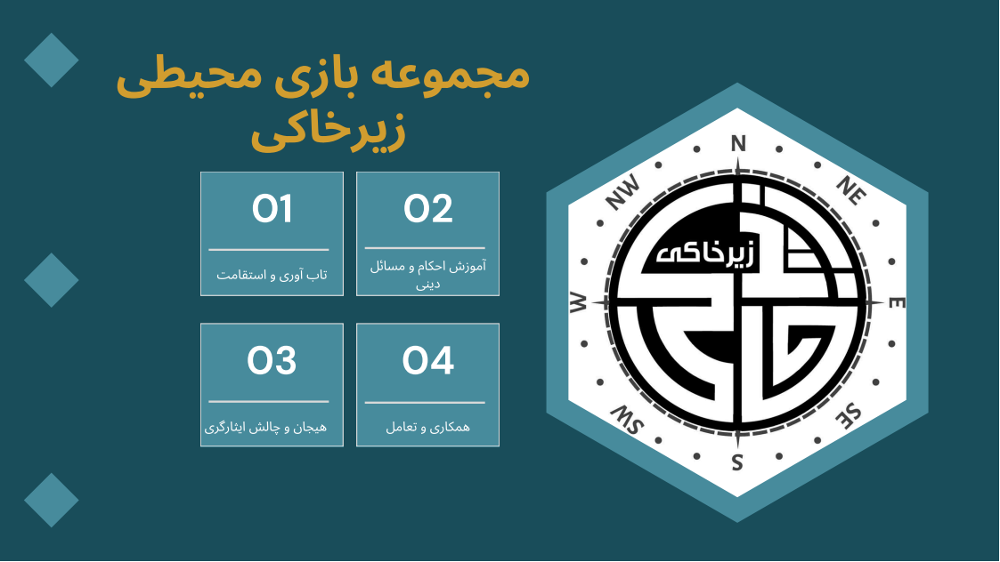 مجموعه بازی محیطی
زیرخاکی
01
تاب آوری و استقامت
02
آموزش احکام و مسائل
دینی
03
هیجان و چالش ایثارگری
04
همکاری و تعامل
N
NE
E
SE
S
SW
W
NW
زیرخاکی